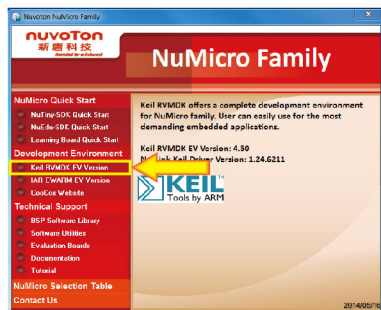 Nuvoton NuMicro Family
nuvoTon
新唐科技
NuMicro Family
NuMicro Quick Start
NuTiny-SDK Quick Start
NuEdu-SDK Quick Start
Learning Board Quick Start
Development Environment
Keil RVMDK EV Version
IAR EWARM EV Version
CooCox Website
Technical Support
BSP Software Library
Software Utilities
Evaluation Boards
Documentation
Tutorial
NuMicro Selection Table
Contact Us
Keil RVMDK offers a complete development environment
for NuMicro family. User can easily use for the most
demanding embedded applications.
Keil RVMDK EV Version: 4.50
Keil Driver Version: 1.24.6211
KEIL
Tools by ARM
2014/05/16